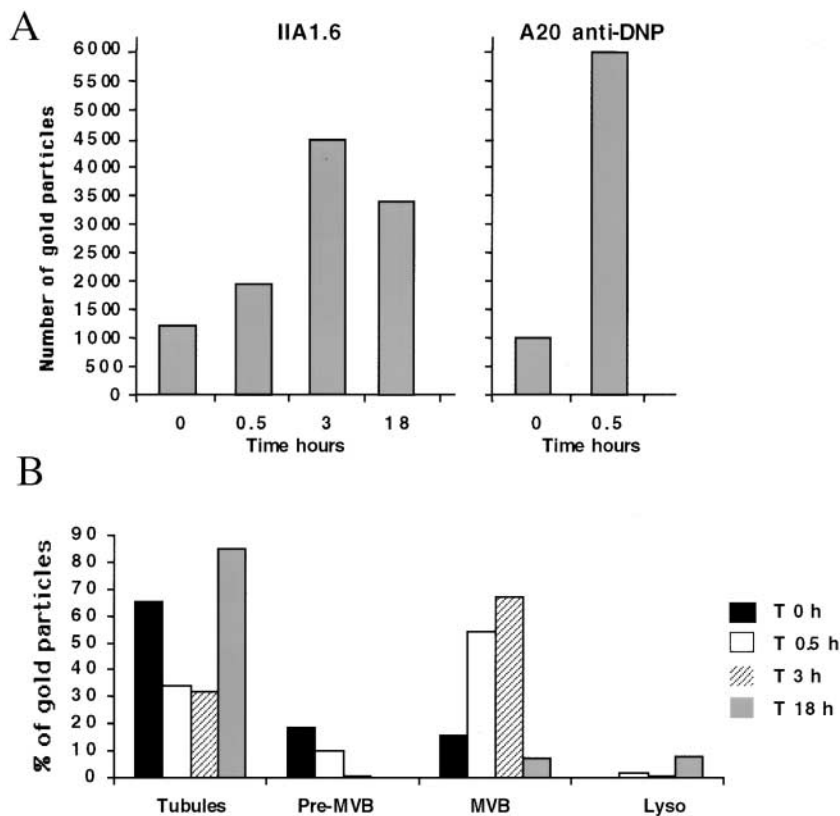 A
IIA1.6
A20 anti-DNP
Number of gold particles
6000
5500
5000
4500
4000
3500
3000
2500
2000
1500
1000
500
0
0 0.5 3 18
Time hours
0 0.5
Time hours
B
% of gold particles
90
80
70
60
50
40
30
20
10
0
Tubules Pre-MVB MVB Lyso
T 0 h
T 0.5 h
T 3 h
T 18 h